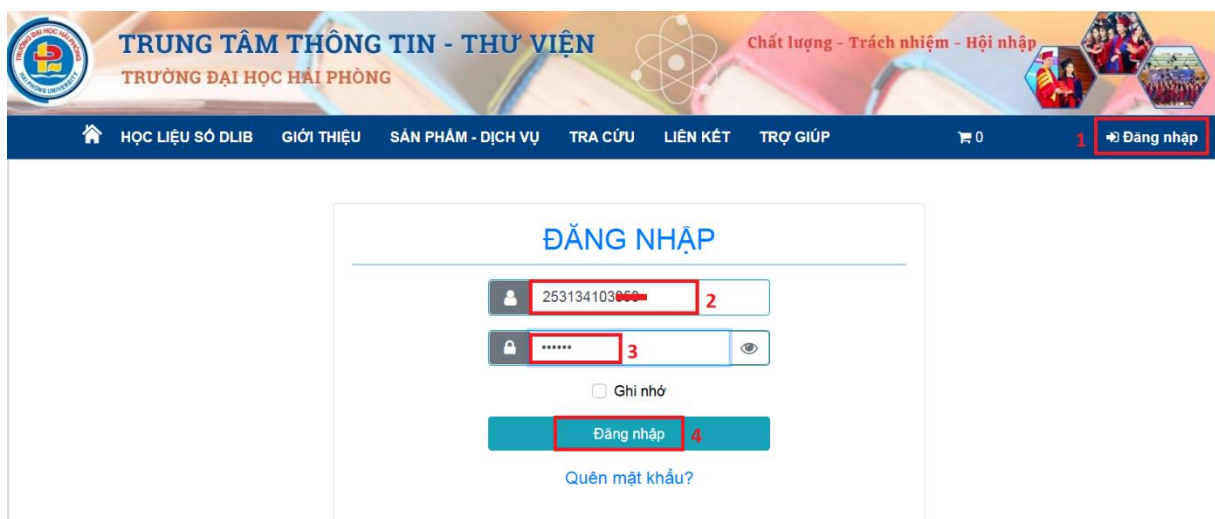 TRUNG TÂM THÔNG TIN - THƯ VIỆN
TRƯỜNG ĐẠI HỌC HẢI PHÒNG
Chất lượng - Trách nhiệm - Hội nhập
HỌC LIỆU SỐ DLIB GIỚI THIỆU SẢN PHẨM - DỊCH VỤ TRA CỨU LIÊN KẾT TRỢ GIÚP 0 1 Đăng nhập
ĐĂNG NHẬP
253134103 2
•••••• 3
Ghi nhớ
Đăng nhập 4
Quên mật khẩu?